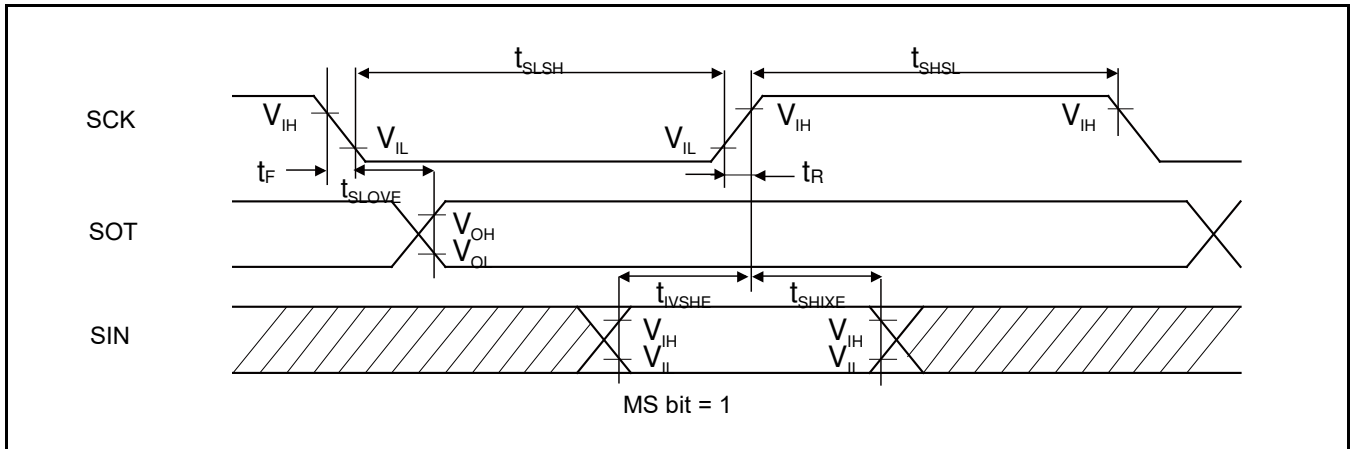 tSLSH tSHSL
SCK VIH VIL VIL VIH VIH
tF tSLOVE tR
SOT VOH
VOL
tIVSHE tSHIXE
SIN VIH VIH
VIL VIL
MS bit = 1